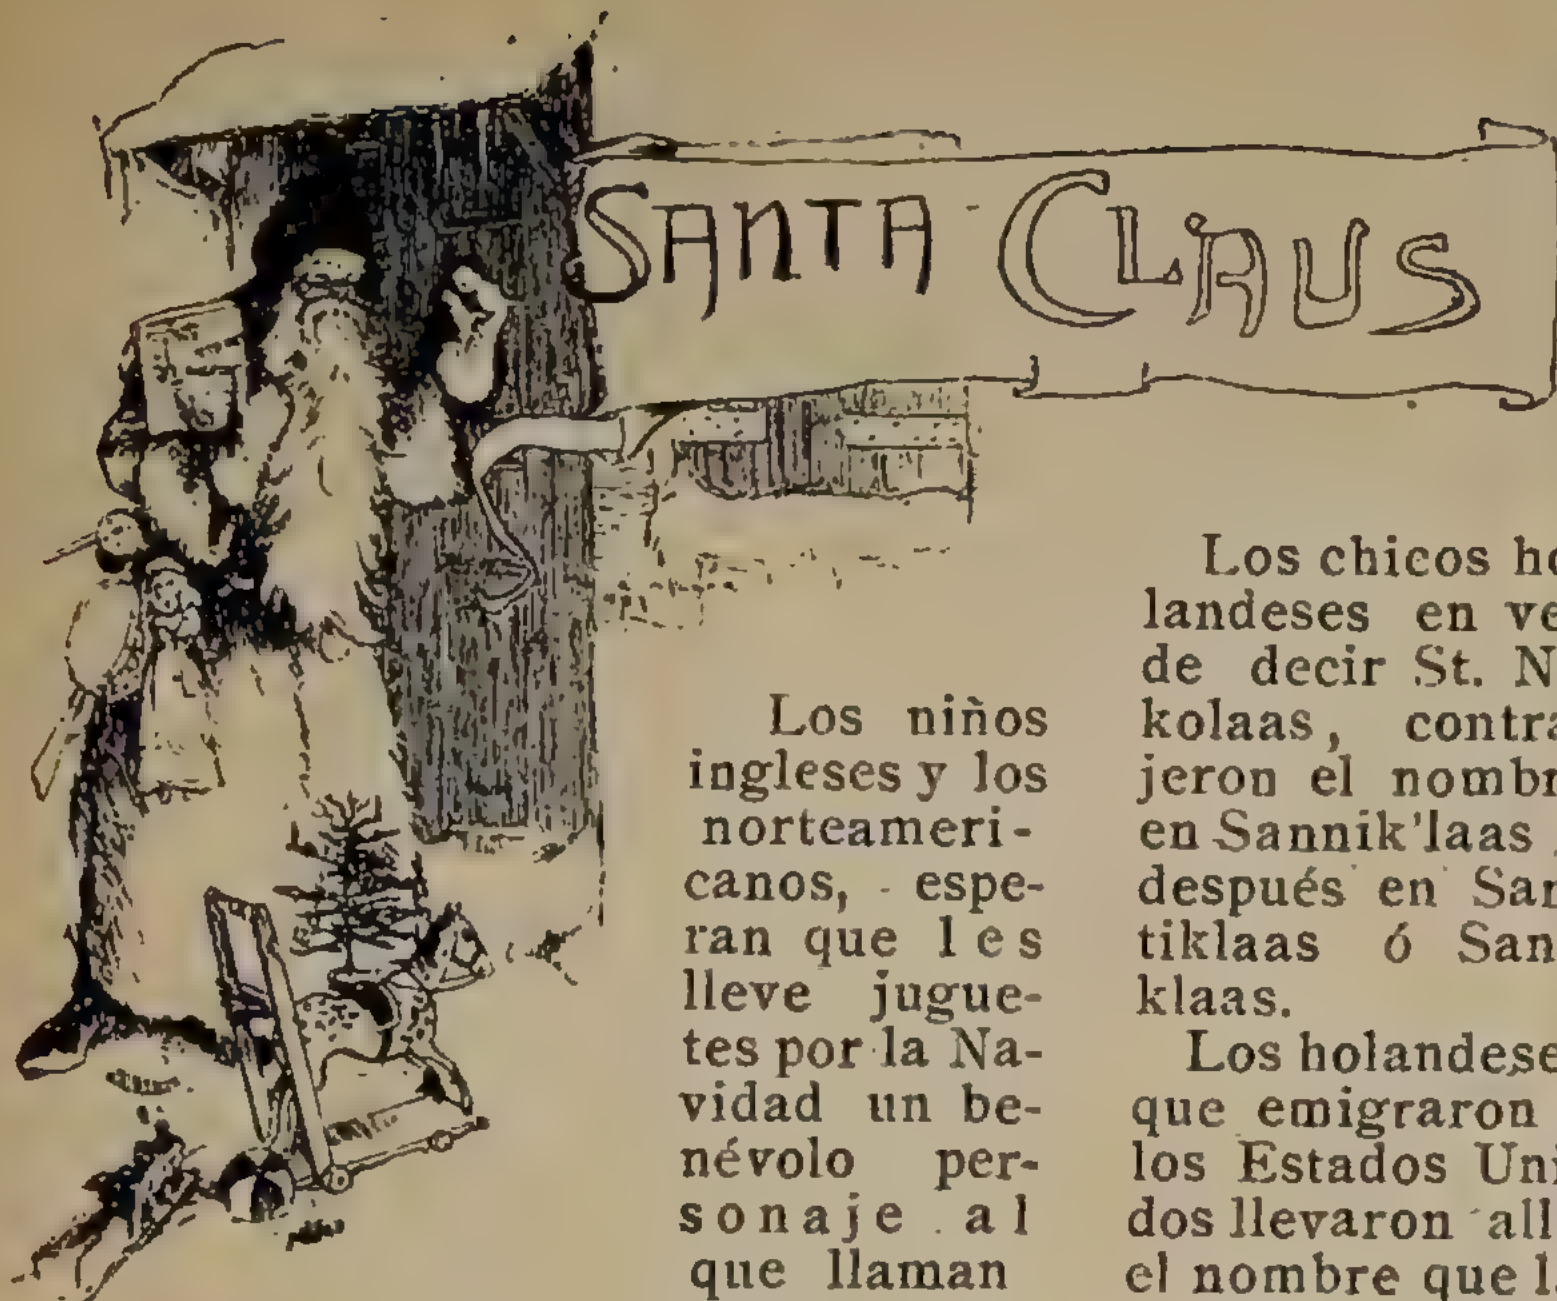 SANTA CLAUS
Los niños
ingleses y los
norteameri-
canos, espe-
ran que les
lleve jugue-
tes por la Na-
vidad un be-
névolo per-
sonaje al
que llaman
Los chicos ho
landeses en ve
de decir St. N
kolaas, contra
jeron el nombr
en Sannik'laas
después en San
tiklaas ó San
klaas.
Los holandese
que emigraron
los Estados Uni
dos llevaron all
el nombre que l